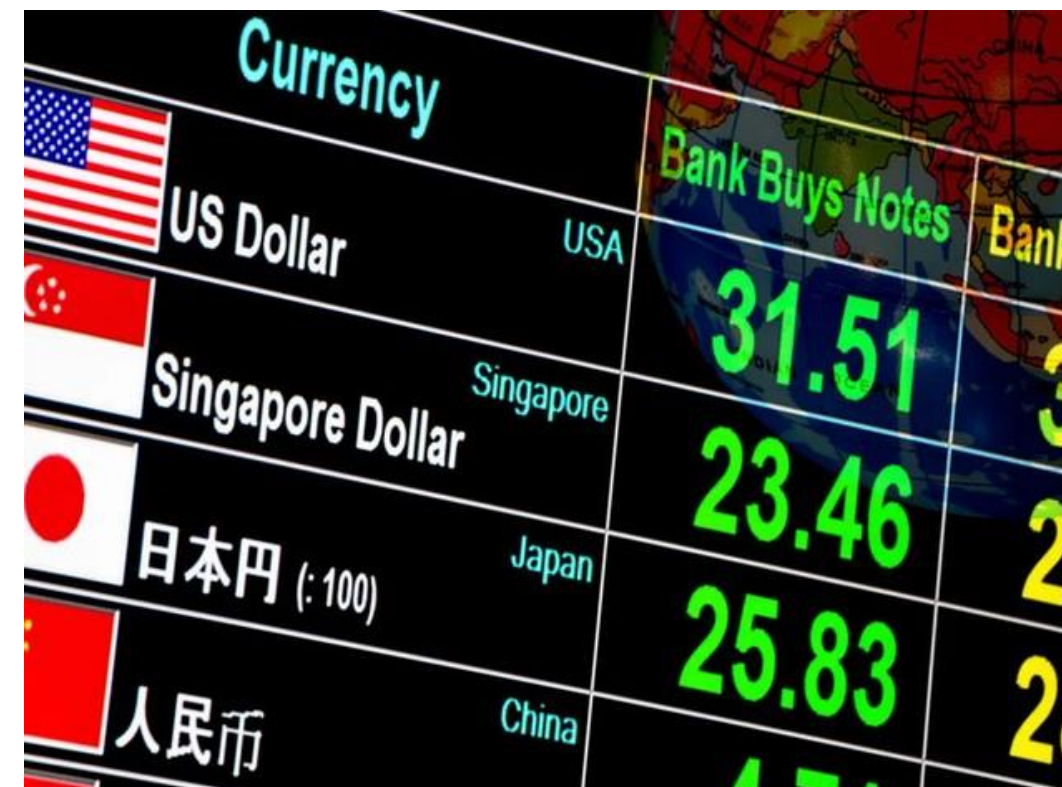 Currency
Bank Buys Notes
US Dollar USA 31.51
Singapore Dollar Singapore 23.46
日本円 (: 100) Japan 25.83
人民币 China